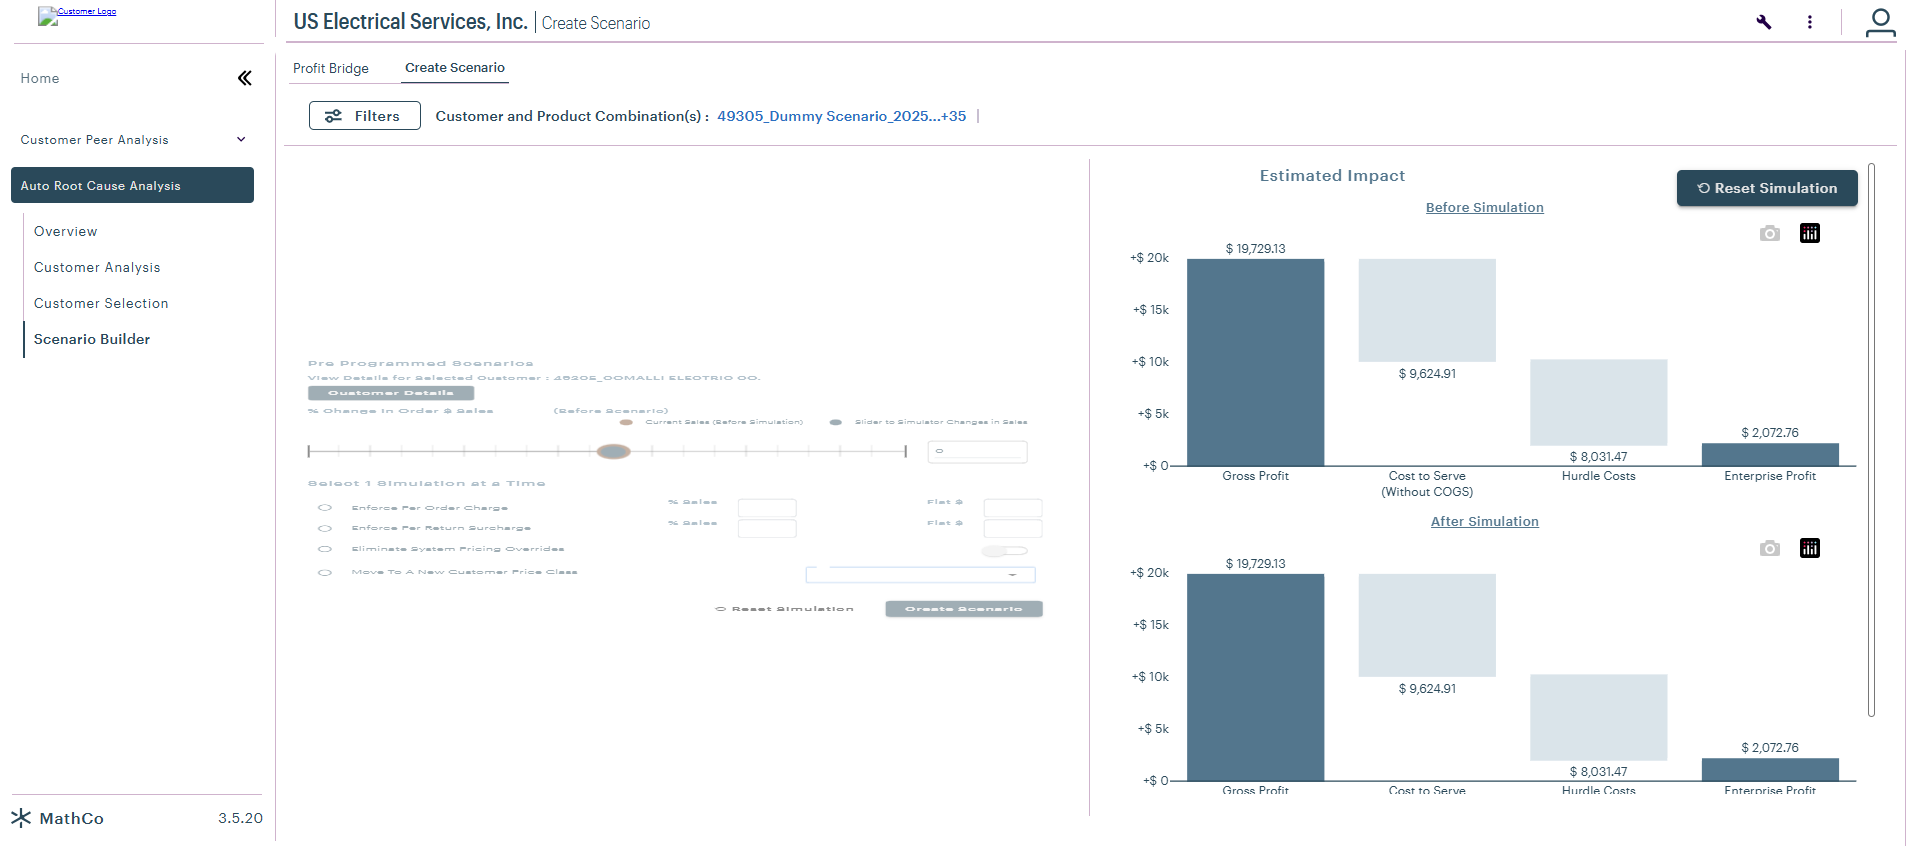 Customer Logo
US Electrical Services, Inc. | Create Scenario
Home
Profit Bridge
Create Scenario
Filters
Customer and Product Combination(s) : 49305_Dummy Scenario_2025...+35 |
Customer Peer Analysis
Auto Root Cause Analysis
Overview
Customer Analysis
Customer Selection
Scenario Builder
MathCo
3.5.20
Pre Programmed Scenarios
View Details for Selected Customer : 49305_COMALLI ELECTRIC CO.
Customer Details
% Change in Order $ Sales
(Before Scenario)
Current Sales (Before Simulation)
Slider to Simulator Changes in Sales
0
Select 1 Simulation at a Time
Enforce Per Order Charge
% Sales
Flat $
Enforce Per Return Surcharge
% Sales
Flat $
Eliminate System Pricing Overrides
Move To A New Customer Price Class
Reset Simulation
Create Scenario
Estimated Impact
Reset Simulation
Before Simulation
+$ 20k
+$ 15k
+$ 10k
+$ 5k
+$ 0
$ 19,729.13
$ 9,624.91
$ 8,031.47
$ 2,072.76
Gross Profit
Cost to Serve
(Without COGS)
Hurdle Costs
Enterprise Profit
After Simulation
+$ 20k
+$ 15k
+$ 10k
+$ 5k
+$ 0
$ 19,729.13
$ 9,624.91
$ 8,031.47
$ 2,072.76
Gross Profit
Cost to Serve
Hurdle Costs
Enterprise Profit